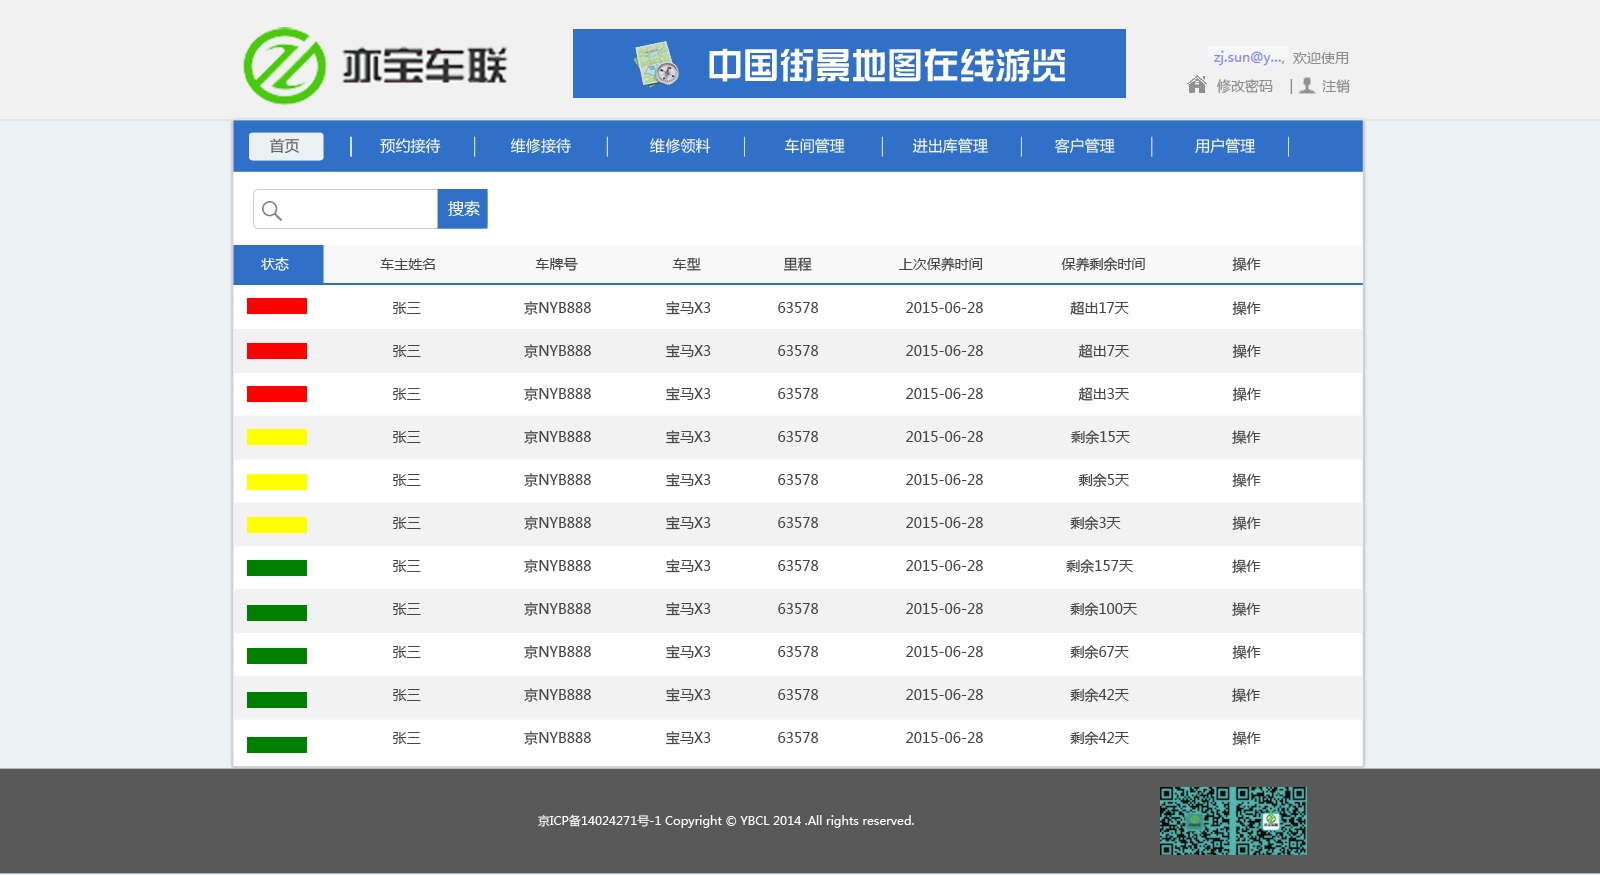 亦宝车联
中国街景地图在线游览
zj.sun@y..., 欢迎使用
修改密码 | 注销
首页 预约接待 维修接待 维修领料 车间管理 进出库管理 客户管理 用户管理
搜索
状态 车主姓名 车牌号 车型 里程 上次保养时间 保养剩余时间 操作
张三 京NYB888 宝马X3 63578 2015-06-28 超出17天 操作
张三 京NYB888 宝马X3 63578 2015-06-28 超出7天 操作
张三 京NYB888 宝马X3 63578 2015-06-28 超出3天 操作
张三 京NYB888 宝马X3 63578 2015-06-28 剩余15天 操作
张三 京NYB888 宝马X3 63578 2015-06-28 剩余5天 操作
张三 京NYB888 宝马X3 63578 2015-06-28 剩余3天 操作
张三 京NYB888 宝马X3 63578 2015-06-28 剩余157天 操作
张三 京NYB888 宝马X3 63578 2015-06-28 剩余100天 操作
张三 京NYB888 宝马X3 63578 2015-06-28 剩余67天 操作
张三 京NYB888 宝马X3 63578 2015-06-28 剩余42天 操作
张三 京NYB888 宝马X3 63578 2015-06-28 剩余42天 操作
京ICP备14024271号-1 Copyright © YBCL 2014 .All rights reserved.